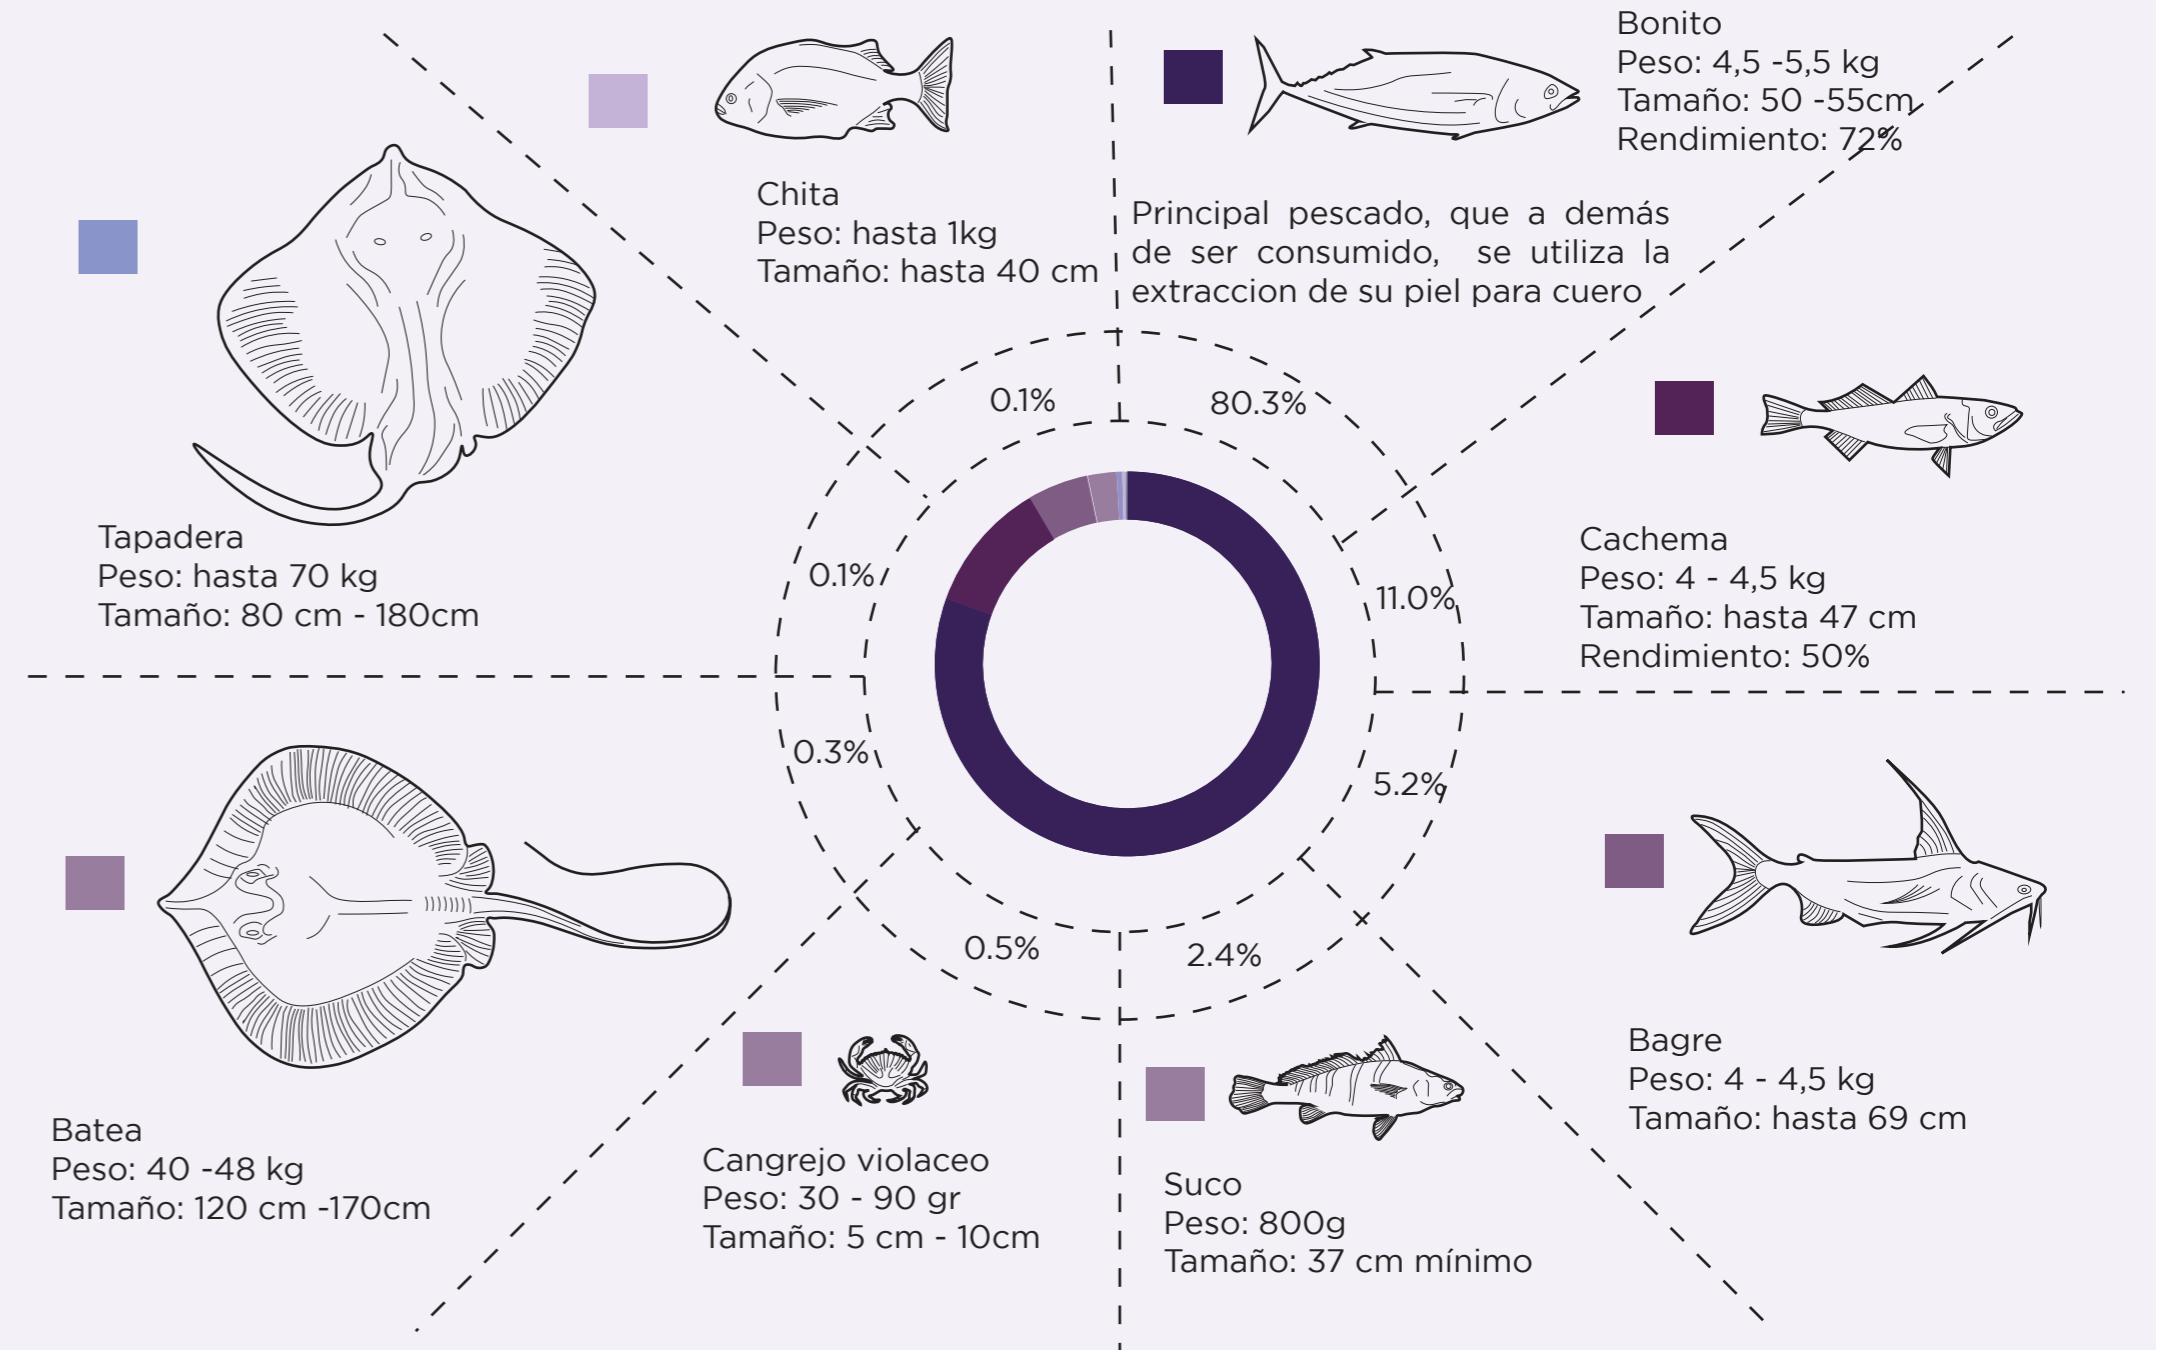 Bonito
Peso: 4,5 -5,5 kg
Tamaño: 50 -55cm
Rendimiento: 72%
Principal pescado, que a demás
de ser consumido, se utiliza la
extraccion de su piel para cuero
80.3%
Cachema
Peso: 4 - 4,5 kg
Tamaño: hasta 47 cm
Rendimiento: 50%
11.0%
Bagre
Peso: 4 - 4,5 kg
Tamaño: hasta 69 cm
5.2%
Suco
Peso: 800g
Tamaño: 37 cm mínimo
2.4%
Cangrejo violaceo
Peso: 30 - 90 gr
Tamaño: 5 cm - 10cm
0.5%
Batea
Peso: 40 -48 kg
Tamaño: 120 cm -170cm
0.3%
Tapadera
Peso: hasta 70 kg
Tamaño: 80 cm - 180cm
0.1%
Chita
Peso: hasta 1kg
Tamaño: hasta 40 cm
0.1%